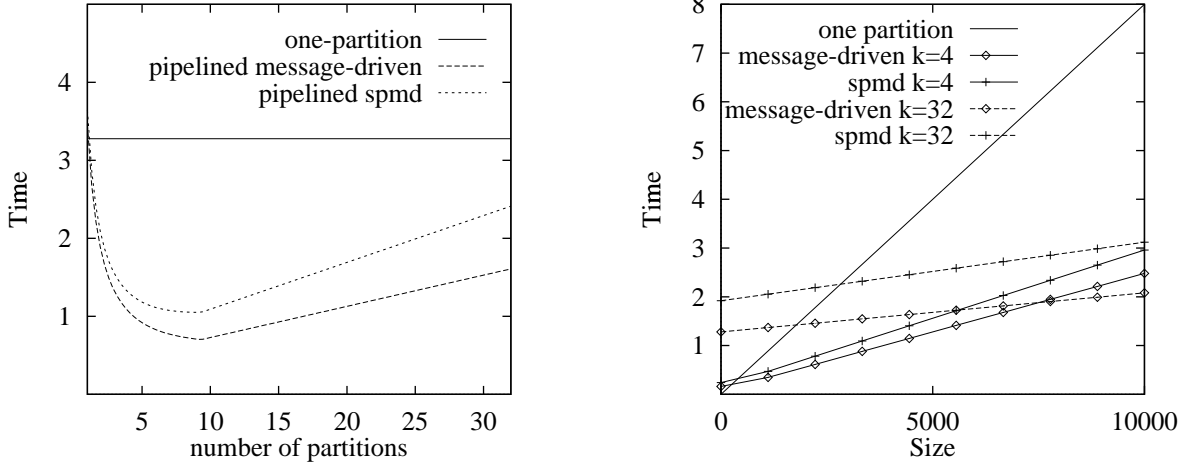 one-partition
pipelined message-driven
pipelined spmd
4
3
2
1
Time
5
10
15
20
25
30
number of partitions
8
7
6
5
4
3
2
1
Time
one partition
message-driven k=4
spmd k=4
message-driven k=32
spmd k=32
0
5000
10000
Size